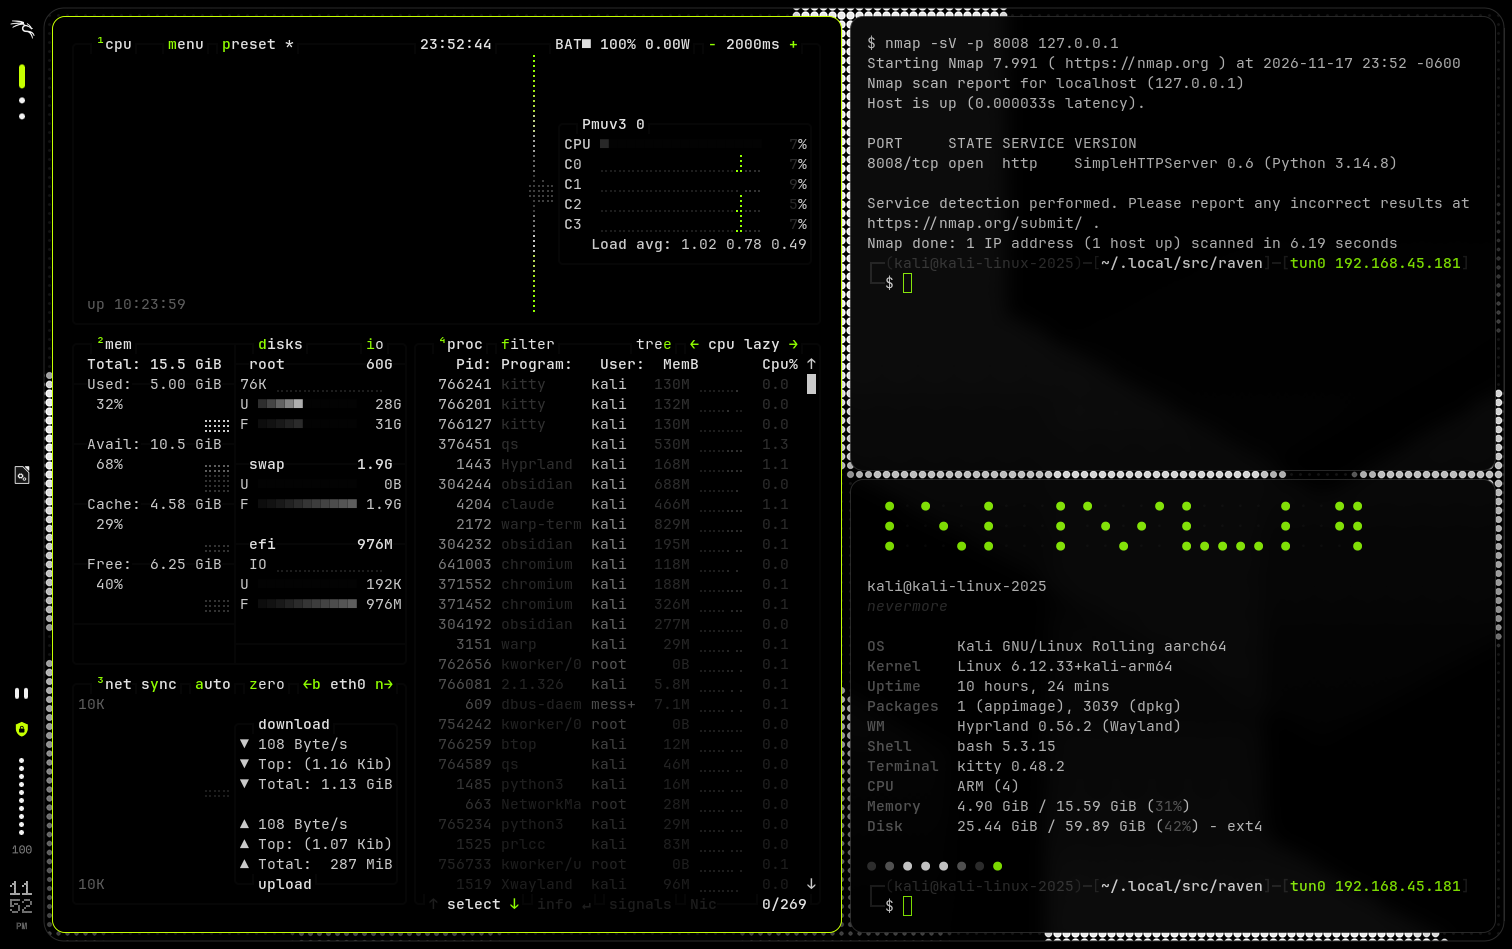 ¹cpu menu preset * 23:52:44 BAT■ 100% 0.00W - 2000ms +
Pmuv3 0
CPU 7%
C0 7%
C1 9%
C2 5%
C3 7%
Load avg: 1.02 0.78 0.49
up 10:23:59
²mem
Total: 15.5 GiB
Used: 5.00 GiB
32%
Avail: 10.5 GiB
68%
Cache: 4.58 GiB
29%
Free: 6.25 GiB
40%
disks io
root 60G
76K
U 28G
F 31G
swap 1.9G
U 0B
F 1.9G
efi 976M
IO
U 192K
F 976M
³net sync auto zero ←b eth0 n→
10K
download
▼ 108 Byte/s
▼ Top: (1.16 Kib)
▼ Total: 1.13 GiB
▲ 108 Byte/s
▲ Top: (1.07 Kib)
▲ Total: 287 MiB
10K
upload
⁴proc filter tree ← cpu lazy →
Pid: Program: User: MemB Cpu% ↑
766241 kitty kali 130M 0.0
766201 kitty kali 132M 0.0
766127 kitty kali 130M 0.0
376451 qs kali 530M 1.3
1443 Hyprland kali 168M 1.1
304244 obsidian kali 688M 0.0
4204 claude kali 466M 1.1
2172 warp-term kali 829M 0.1
304232 obsidian kali 195M 0.1
641003 chromium kali 118M 0.0
371552 chromium kali 188M 0.1
371452 chromium kali 326M 0.1
304192 obsidian kali 277M 0.0
3151 warp kali 29M 0.1
762656 kworker/0 root 0B 0.1
766081 2.1.326 kali 5.8M 0.1
609 dbus-daem mess+ 7.1M 0.1
754242 kworker/0 root 0B 0.0
766259 btop kali 12M 0.0
764589 qs kali 46M 0.0
1485 python3 kali 16M 0.0
663 NetworkMa root 28M 0.0
765234 python3 kali 29M 0.0
1525 prlcc kali 83M 0.0
756733 kworker/u root 0B 0.1
1519 Xwayland kali 96M 0.0 ↓
↑ select ↓ info ↵ signals Nic 0/269
$ nmap -sV -p 8008 127.0.0.1
Starting Nmap 7.991 ( https://nmap.org ) at 2026-11-17 23:52 -0600
Nmap scan report for localhost (127.0.0.1)
Host is up (0.000033s latency).
PORT STATE SERVICE VERSION
8008/tcp open http SimpleHTTPServer 0.6 (Python 3.14.8)
Service detection performed. Please report any incorrect results at
https://nmap.org/submit/ .
Nmap done: 1 IP address (1 host up) scanned in 6.19 seconds
┌─(kali@kali-linux-2025)-[~/.local/src/raven]-[tun0 192.168.45.181]
└─$
kali@kali-linux-2025
nevermore
OS Kali GNU/Linux Rolling aarch64
Kernel Linux 6.12.33+kali-arm64
Uptime 10 hours, 24 mins
Packages 1 (appimage), 3039 (dpkg)
WM Hyprland 0.56.2 (Wayland)
Shell bash 5.3.15
Terminal kitty 0.48.2
CPU ARM (4)
Memory 4.90 GiB / 15.59 GiB (31%)
Disk 25.44 GiB / 59.89 GiB (42%) - ext4
┌─(kali@kali-linux-2025)-[~/.local/src/raven]-[tun0 192.168.45.181]
└─$
100
11
52
PM